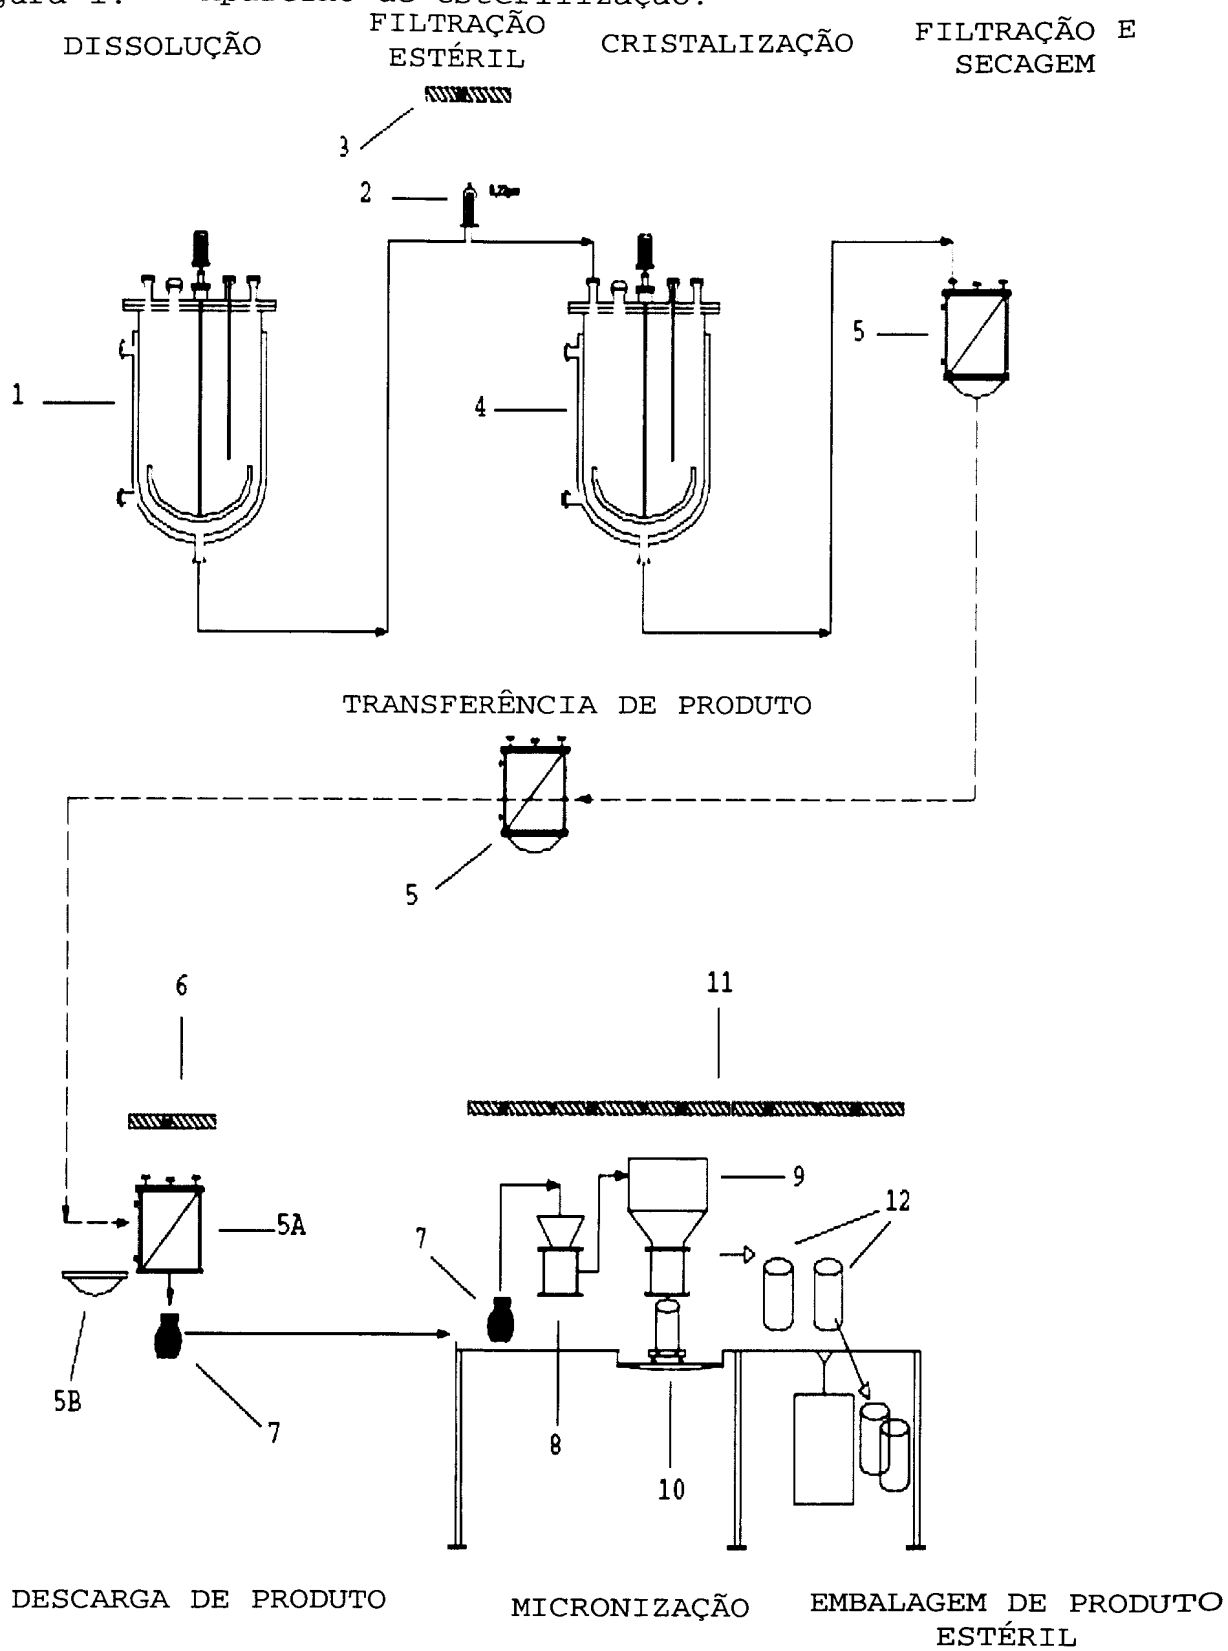 DISSOLUÇÃO
FILTRAÇÃO
ESTÉRIL
CRISTALIZAÇÃO
FILTRAÇÃO E
SECAGEM
3
2
1
4
5
TRANSFERÊNCIA DE PRODUTO
5
6
11
9
12
5A
7
5B
7
8
10
DESCARGA DE PRODUTO
MICRONIZAÇÃO
EMBALAGEM DE PRODUTO
ESTÉRIL